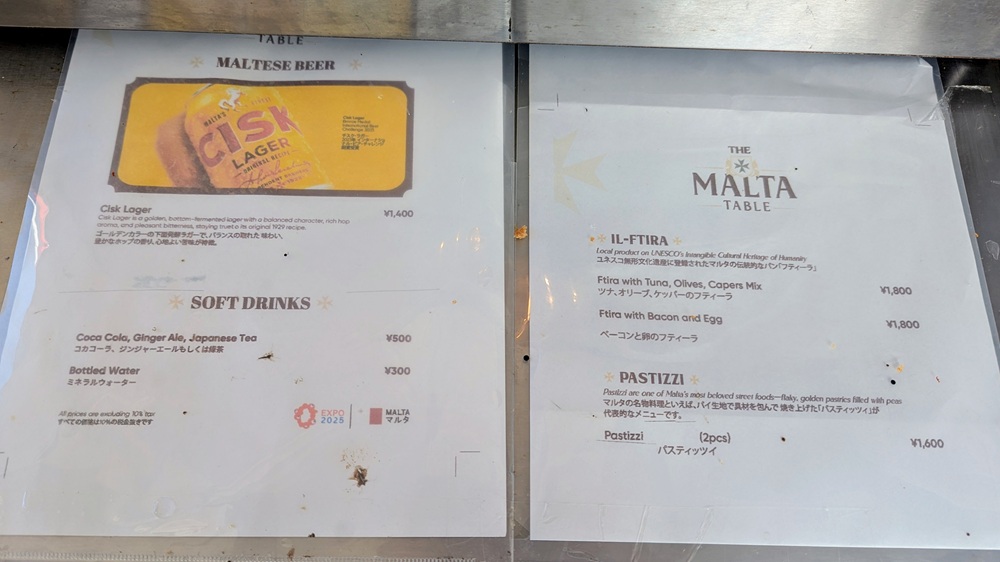 TABLE
MALTESE BEER
MALTA'S
CISK
LAGER
ORIGINAL RECIPE
Cisk Lager
Cisk Lager
¥1,400
Cisk Lager is a golden, bottom-fermented lager with a balanced character, rich hop
aroma, and pleasant bitterness, staying true to its original 1929 recipe.
ゴールデンカラーの下面発酵ラガーで、バランスの取れた味わい、
豊かなホップの香り、心地よい苦味が特徴。
SOFT DRINKS
Coca Cola, Ginger Ale, Japanese Tea
¥500
コカコーラ、ジンジャーエールもしくは緑茶
Bottled Water
¥300
ミネラルウォーター
All prices are excluding 10% tax
すべての価格は10%の税金抜きです
EXPO
2025
MALTA
マルタ
THE
MALTA
TABLE
IL-FTIRA
Local product on UNESCO's Intangible Cultural Heritage of Humanity
ユネスコ無形文化遺産に登録されたマルタの伝統的なパン「フティーラ」
Ftira with Tuna, Olives, Capers Mix
¥1,800
ツナ、オリーブ、ケッパーのフティーラ
Ftira with Bacon and Egg
¥1,800
ベーコンと卵のフティーラ
PASTIZZI
Pastizzi are one of Malta's most beloved street foods—flaky, golden pastries filled with peas
マルタの名物料理といえば、パイ生地で具材を包んで焼き上げた「パスティッツィ」が
代表的なメニューです。
Pastizzi (2pcs)
¥1,600
パスティッツイ